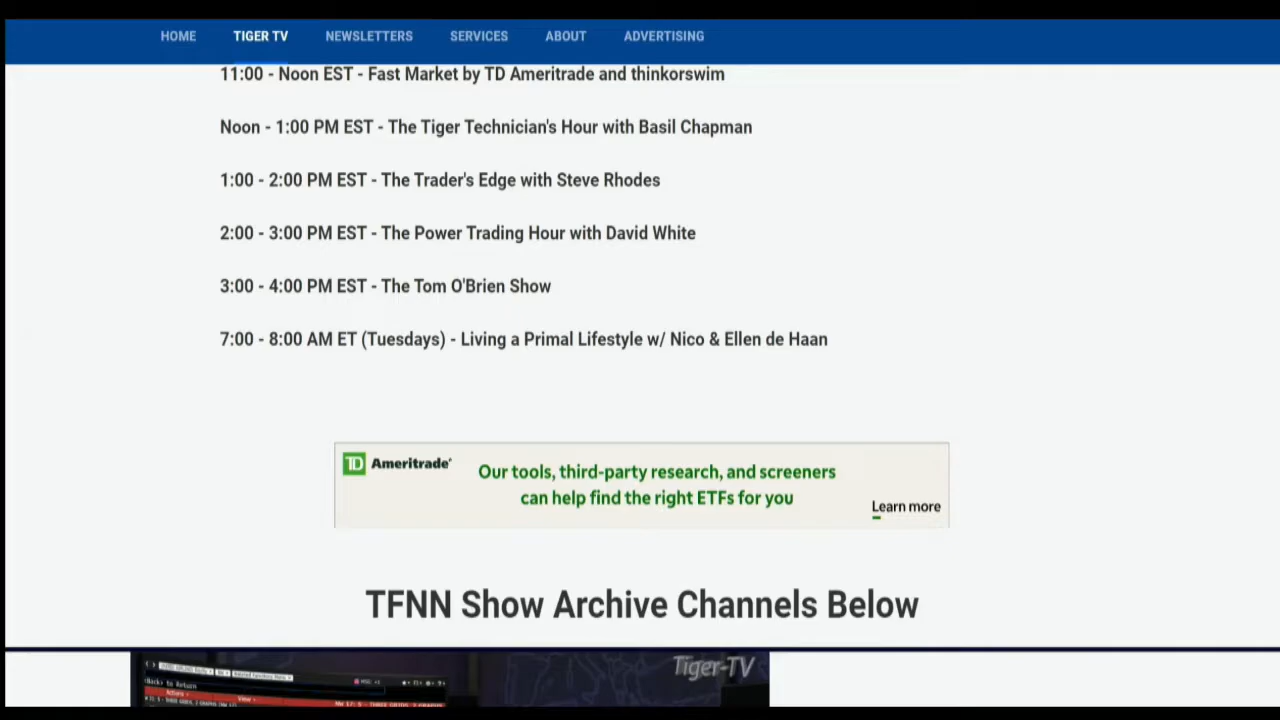 HOME TIGER TV NEWSLETTERS SERVICES ABOUT ADVERTISING
11:00 - Noon EST - Fast Market by TD Ameritrade and thinkorswim
Noon - 1:00 PM EST - The Tiger Technician's Hour with Basil Chapman
1:00 - 2:00 PM EST - The Trader's Edge with Steve Rhodes
2:00 - 3:00 PM EST - The Power Trading Hour with David White
3:00 - 4:00 PM EST - The Tom O'Brien Show
7:00 - 8:00 AM ET (Tuesdays) - Living a Primal Lifestyle w/ Nico & Ellen de Haan
TD Ameritrade
Our tools, third-party research, and screeners
can help find the right ETFs for you
Learn more
TFNN Show Archive Channels Below
Tiger-TV
<Back> to Return
Actions
View